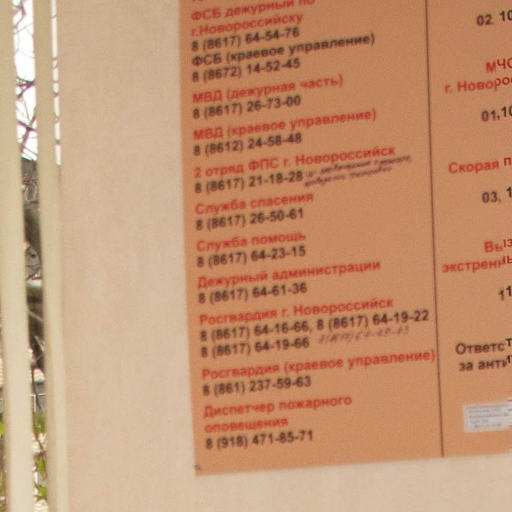 ФСБ дежурный по
г.Новороссийску
8 (8617) 64-54-76
ФСБ (краевое управление)
8 (8672) 14-52-45
МВД (дежурная часть)
8 (8617) 26-73-00
МВД (краевое управление)
8 (8612) 24-58-48
2 отряд ФПС г. Новороссийск
8 (8617) 21-18-28
Служба спасения
8 (8617) 26-50-61
Служба помощь
8 (8617) 64-23-15
Дежурный администрации
8 (8617) 64-61-36
Росгвардия г. Новороссийск
8 (8617) 64-16-66, 8 (8617) 64-19-22
8 (8617) 64-19-66
Росгвардия (краевое управление)
8 (861) 237-59-63
Диспетчер пожарного
оповещения
8 (918) 471-85-71
02, 10
МЧС
г. Новорос
01,10
Скорая п
03, 1
Выз
экстренны
11
Ответст
за анти